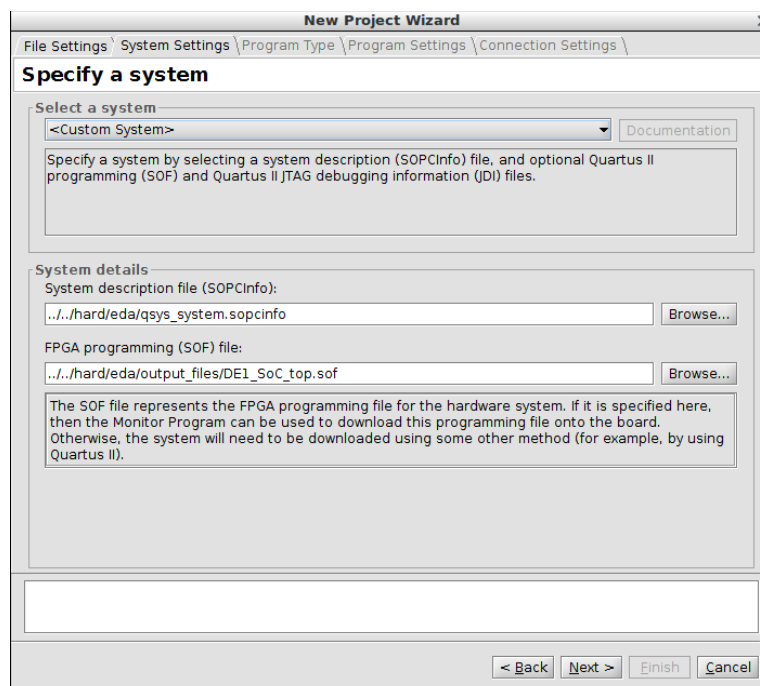 New Project Wizard
File Settings System Settings Program Type Program Settings Connection Settings
Specify a system
Select a system
<Custom System> Documentation
Specify a system by selecting a system description (SOPCInfo) file, and optional Quartus II
programming (SOF) and Quartus II JTAG debugging information (JDI) files.
System details
System description file (SOPCInfo):
../../hard/eda/qsys_system.sopcinfo Browse...
FPGA programming (SOF) file:
../../hard/eda/output_files/DE1_SoC_top.sof Browse...
The SOF file represents the FPGA programming file for the hardware system. If it is specified here,
then the Monitor Program can be used to download this programming file onto the board.
Otherwise, the system will need to be downloaded using some other method (for example, by using
Quartus II).
< Back Next > Finish Cancel